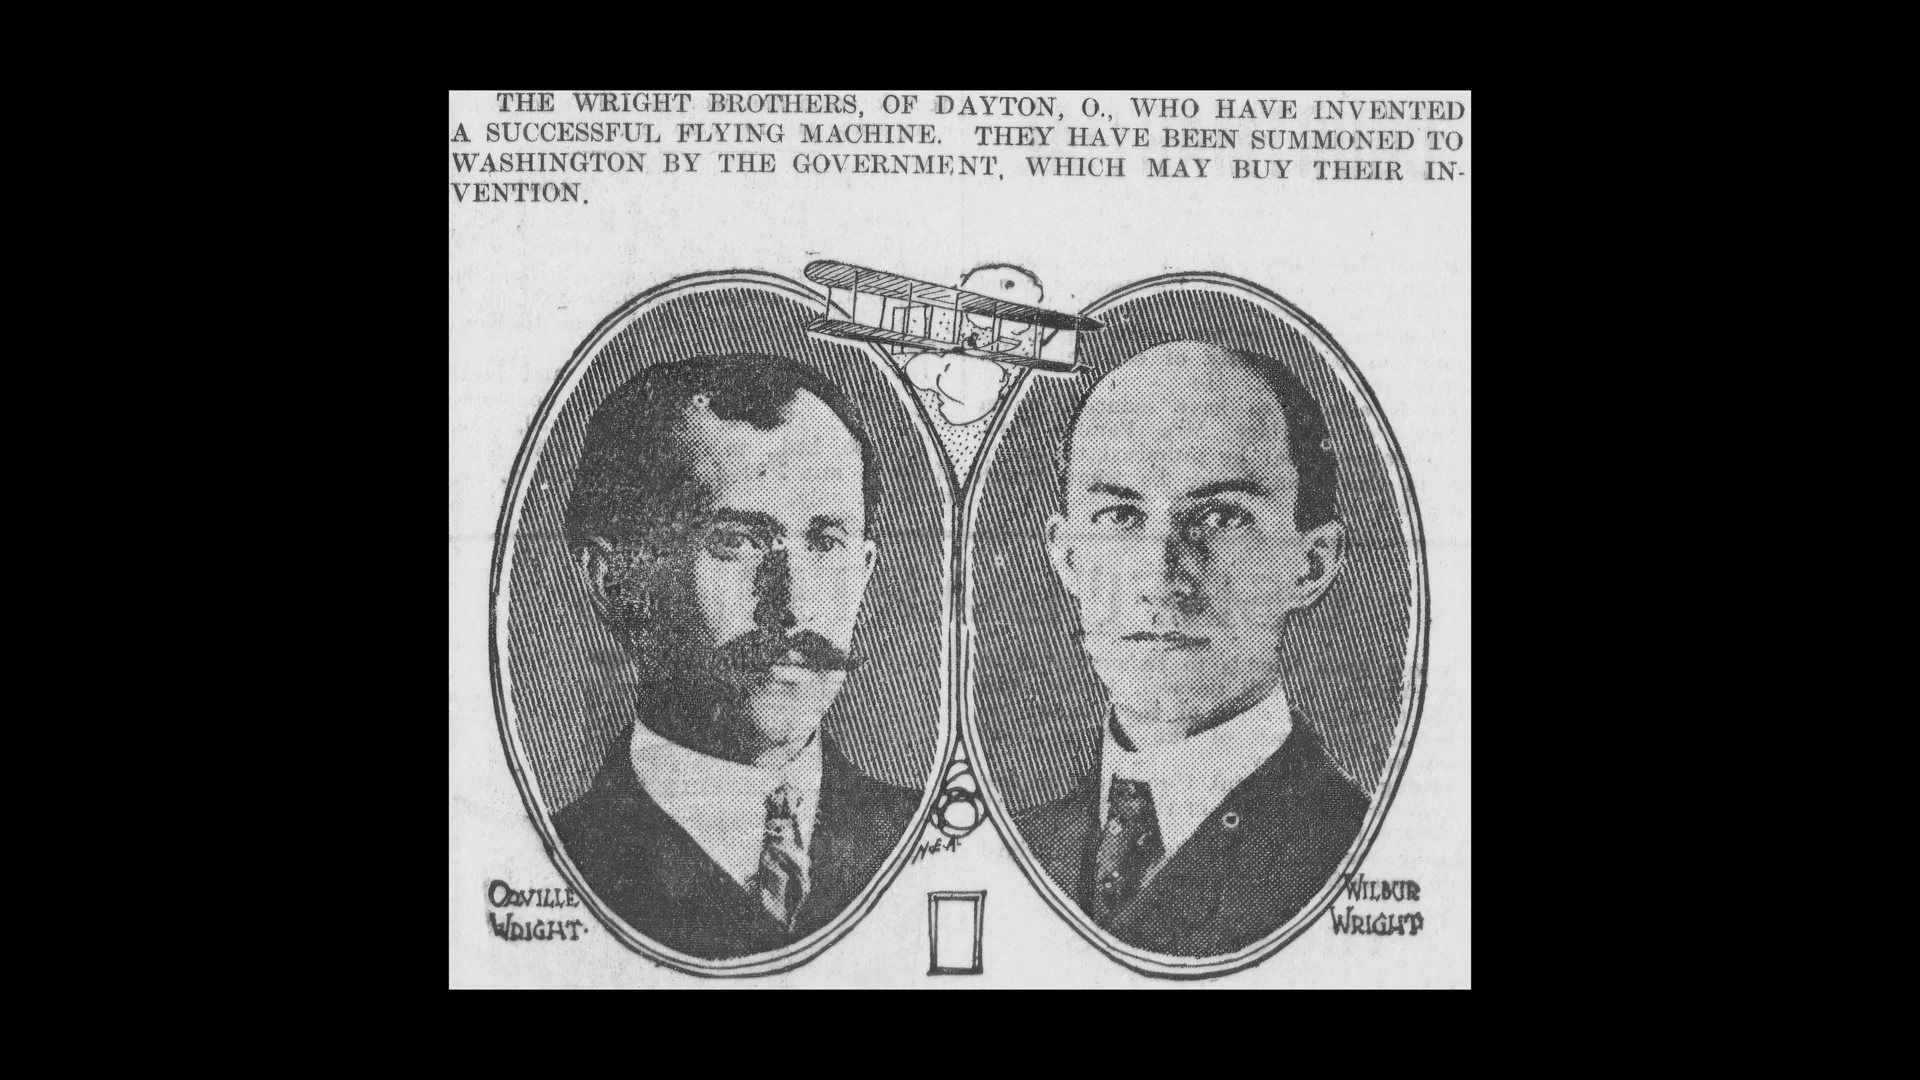 THE WRIGHT BROTHERS, OF DAYTON, O., WHO HAVE INVENTED
A SUCCESSFUL FLYING MACHINE. THEY HAVE BEEN SUMMONED TO
WASHINGTON BY THE GOVERNMENT, WHICH MAY BUY THEIR IN-
VENTION.
N.E.A.
ORVILLE
WRIGHT.
WILBUR
WRIGHT